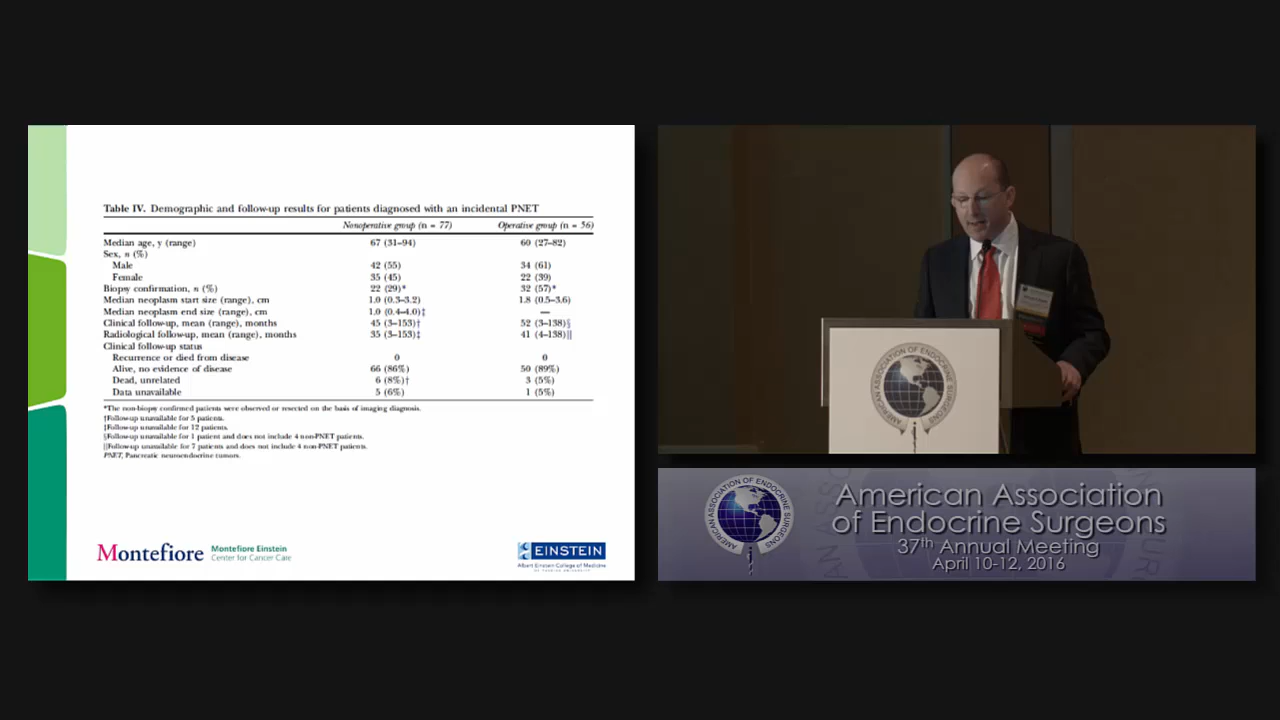 Table IV. Demographic and follow-up results for patients diagnosed with an incidental PNET
Nonoperative group (n = 77) Operative group (n = 56)
Median age, y (range) 67 (31–94) 60 (27–82)
Sex, n (%)
Male 42 (55) 34 (61)
Female 35 (45) 22 (39)
Biopsy confirmation, n (%) 22 (29)* 32 (57)*
Median neoplasm start size (range), cm 1.0 (0.3–3.2) 1.8 (0.5–3.6)
Median neoplasm end size (range), cm 1.0 (0.4–4.0)‡ —
Clinical follow-up, mean (range), months 45 (3–153)† 52 (3–138)§
Radiological follow-up, mean (range), months 35 (3–153)‡ 41 (4–138)||
Clinical follow-up status
Recurrence or died from disease 0 0
Alive, no evidence of disease 66 (86%) 50 (89%)
Dead, unrelated 6 (8%)† 3 (5%)
Data unavailable 5 (6%) 1 (5%)
*The non-biopsy confirmed patients were observed or resected on the basis of imaging diagnosis.
†Follow-up unavailable for 5 patients.
‡Follow-up unavailable for 12 patients.
§Follow-up unavailable for 1 patient and does not include 4 non-PNET patients.
||Follow-up unavailable for 7 patients and does not include 4 non-PNET patients.
PNET, Pancreatic neuroendocrine tumors.
Montefiore
Montefiore Einstein
Center for Cancer Care
EINSTEIN
Albert Einstein College of Medicine
AMERICAN ASSOCIATION OF ENDOCRINE SURGEONS
AMERICAN ASSOCIATION OF ENDOCRINE SURGEONS
American Association
of Endocrine Surgeons
37th Annual Meeting
April 10-12, 2016